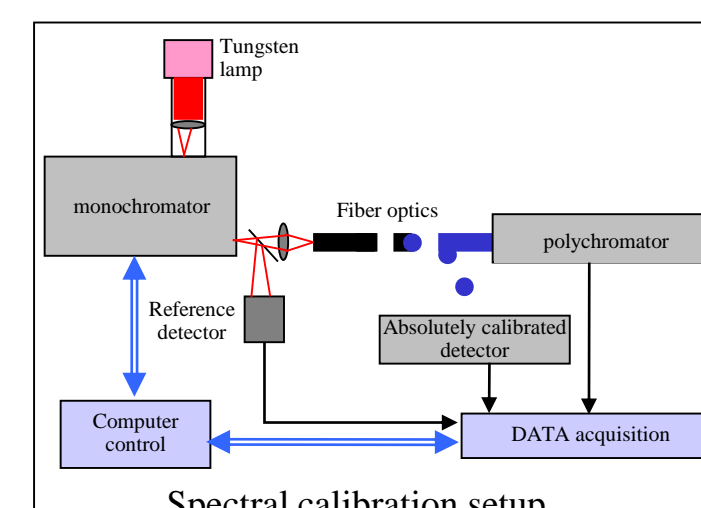 Tungsten
lamp
monochromator
Fiber optics
polychromator
Reference
detector
Absolutely calibrated
detector
Computer
control
DATA acquisition
Spectral calibration setup